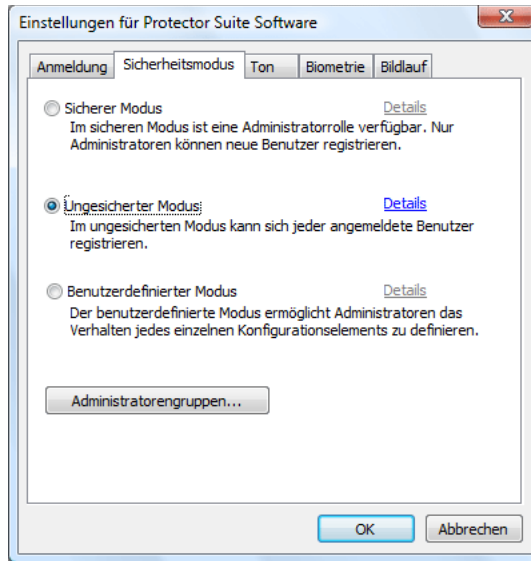 Einstellungen für Protector Suite Software
Anmeldung Sicherheitsmodus Ton Biometrie Bildlauf
Sicherer Modus Details
Im sicheren Modus ist eine Administratorrolle verfügbar. Nur
Administratoren können neue Benutzer registrieren.
Ungesicherter Modus Details
Im ungesicherten Modus kann sich jeder angemeldete Benutzer
registrieren.
Benutzerdefinierter Modus Details
Der benutzerdefinierte Modus ermöglicht Administratoren das
Verhalten jedes einzelnen Konfigurationselements zu definieren.
Administratorengruppen...
OK Abbrechen